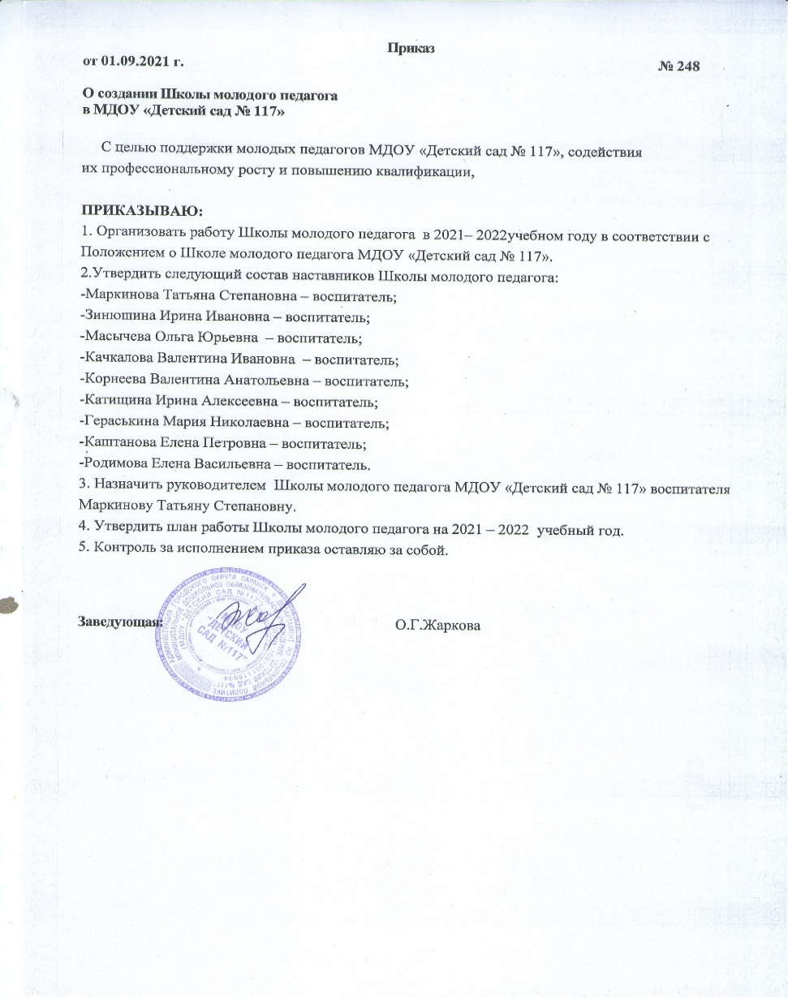 Приказ
от 01.09.2021 г.
№ 248
О создании Школы молодого педагога
в МДОУ «Детский сад № 117»
С целью поддержки молодых педагогов МДОУ «Детский сад № 117», содействия
их профессиональному росту и повышению квалификации,
ПРИКАЗЫВАЮ:
1. Организовать работу Школы молодого педагога в 2021– 2022учебном году в соответствии с
Положением о Школе молодого педагога МДОУ «Детский сад № 117».
2.Утвердить следующий состав наставников Школы молодого педагога:
-Маркинова Татьяна Степановна – воспитатель;
-Зинюшина Ирина Ивановна – воспитатель;
-Масычева Ольга Юрьевна – воспитатель;
-Качкалова Валентина Ивановна – воспитатель;
-Корнеева Валентина Анатольевна – воспитатель;
-Катищина Ирина Алексеевна – воспитатель;
-Гераськина Мария Николаевна – воспитатель;
-Каштанова Елена Петровна – воспитатель;
-Родимова Елена Васильевна – воспитатель.
3. Назначить руководителем Школы молодого педагога МДОУ «Детский сад № 117» воспитателя
Маркинову Татьяну Степановну.
4. Утвердить план работы Школы молодого педагога на 2021 – 2022 учебный год.
5. Контроль за исполнением приказа оставляю за собой.
Заведующая:
О.Г.Жаркова
МДОУ
"ДЕТСКИЙ
САД №117"